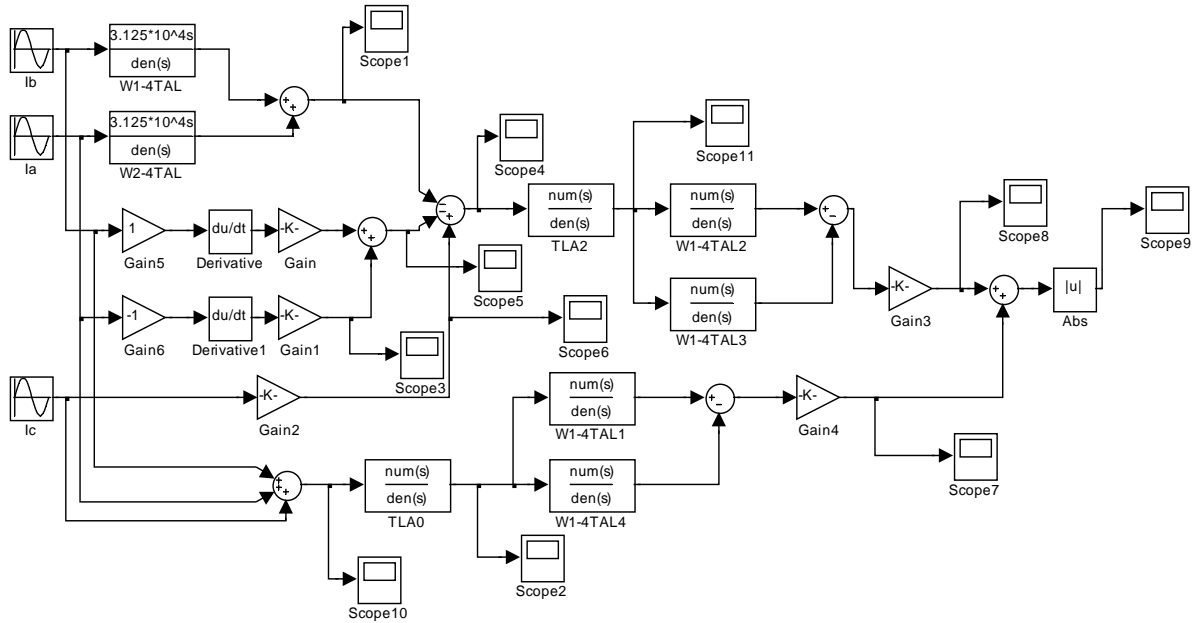 3.125*10^4s
den(s)
W1-4TAL
Ib
Scope1
+
+
3.125*10^4s
den(s)
W2-4TAL
Ia
Scope4
Scope11
1
Gain5
du/dt
Derivative
-K-
Gain
+
+
−
−
+
num(s)
den(s)
TLA2
num(s)
den(s)
W1-4TAL2
+
−
Scope8
Scope9
Scope5
-1
Gain6
du/dt
Derivative1
-K-
Gain1
Scope3
Scope6
num(s)
den(s)
W1-4TAL3
-K-
Gain3
+
+
|u|
Abs
Ic
-K-
Gain2
num(s)
den(s)
W1-4TAL1
+
−
-K-
Gain4
Scope7
+
+
+
num(s)
den(s)
TLA0
num(s)
den(s)
W1-4TAL4
Scope2
Scope10